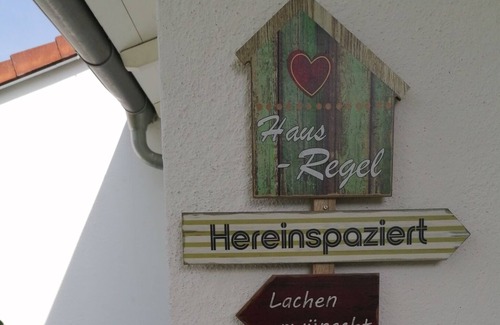 Haus
- Regel
Hereinspaziert
Lachen